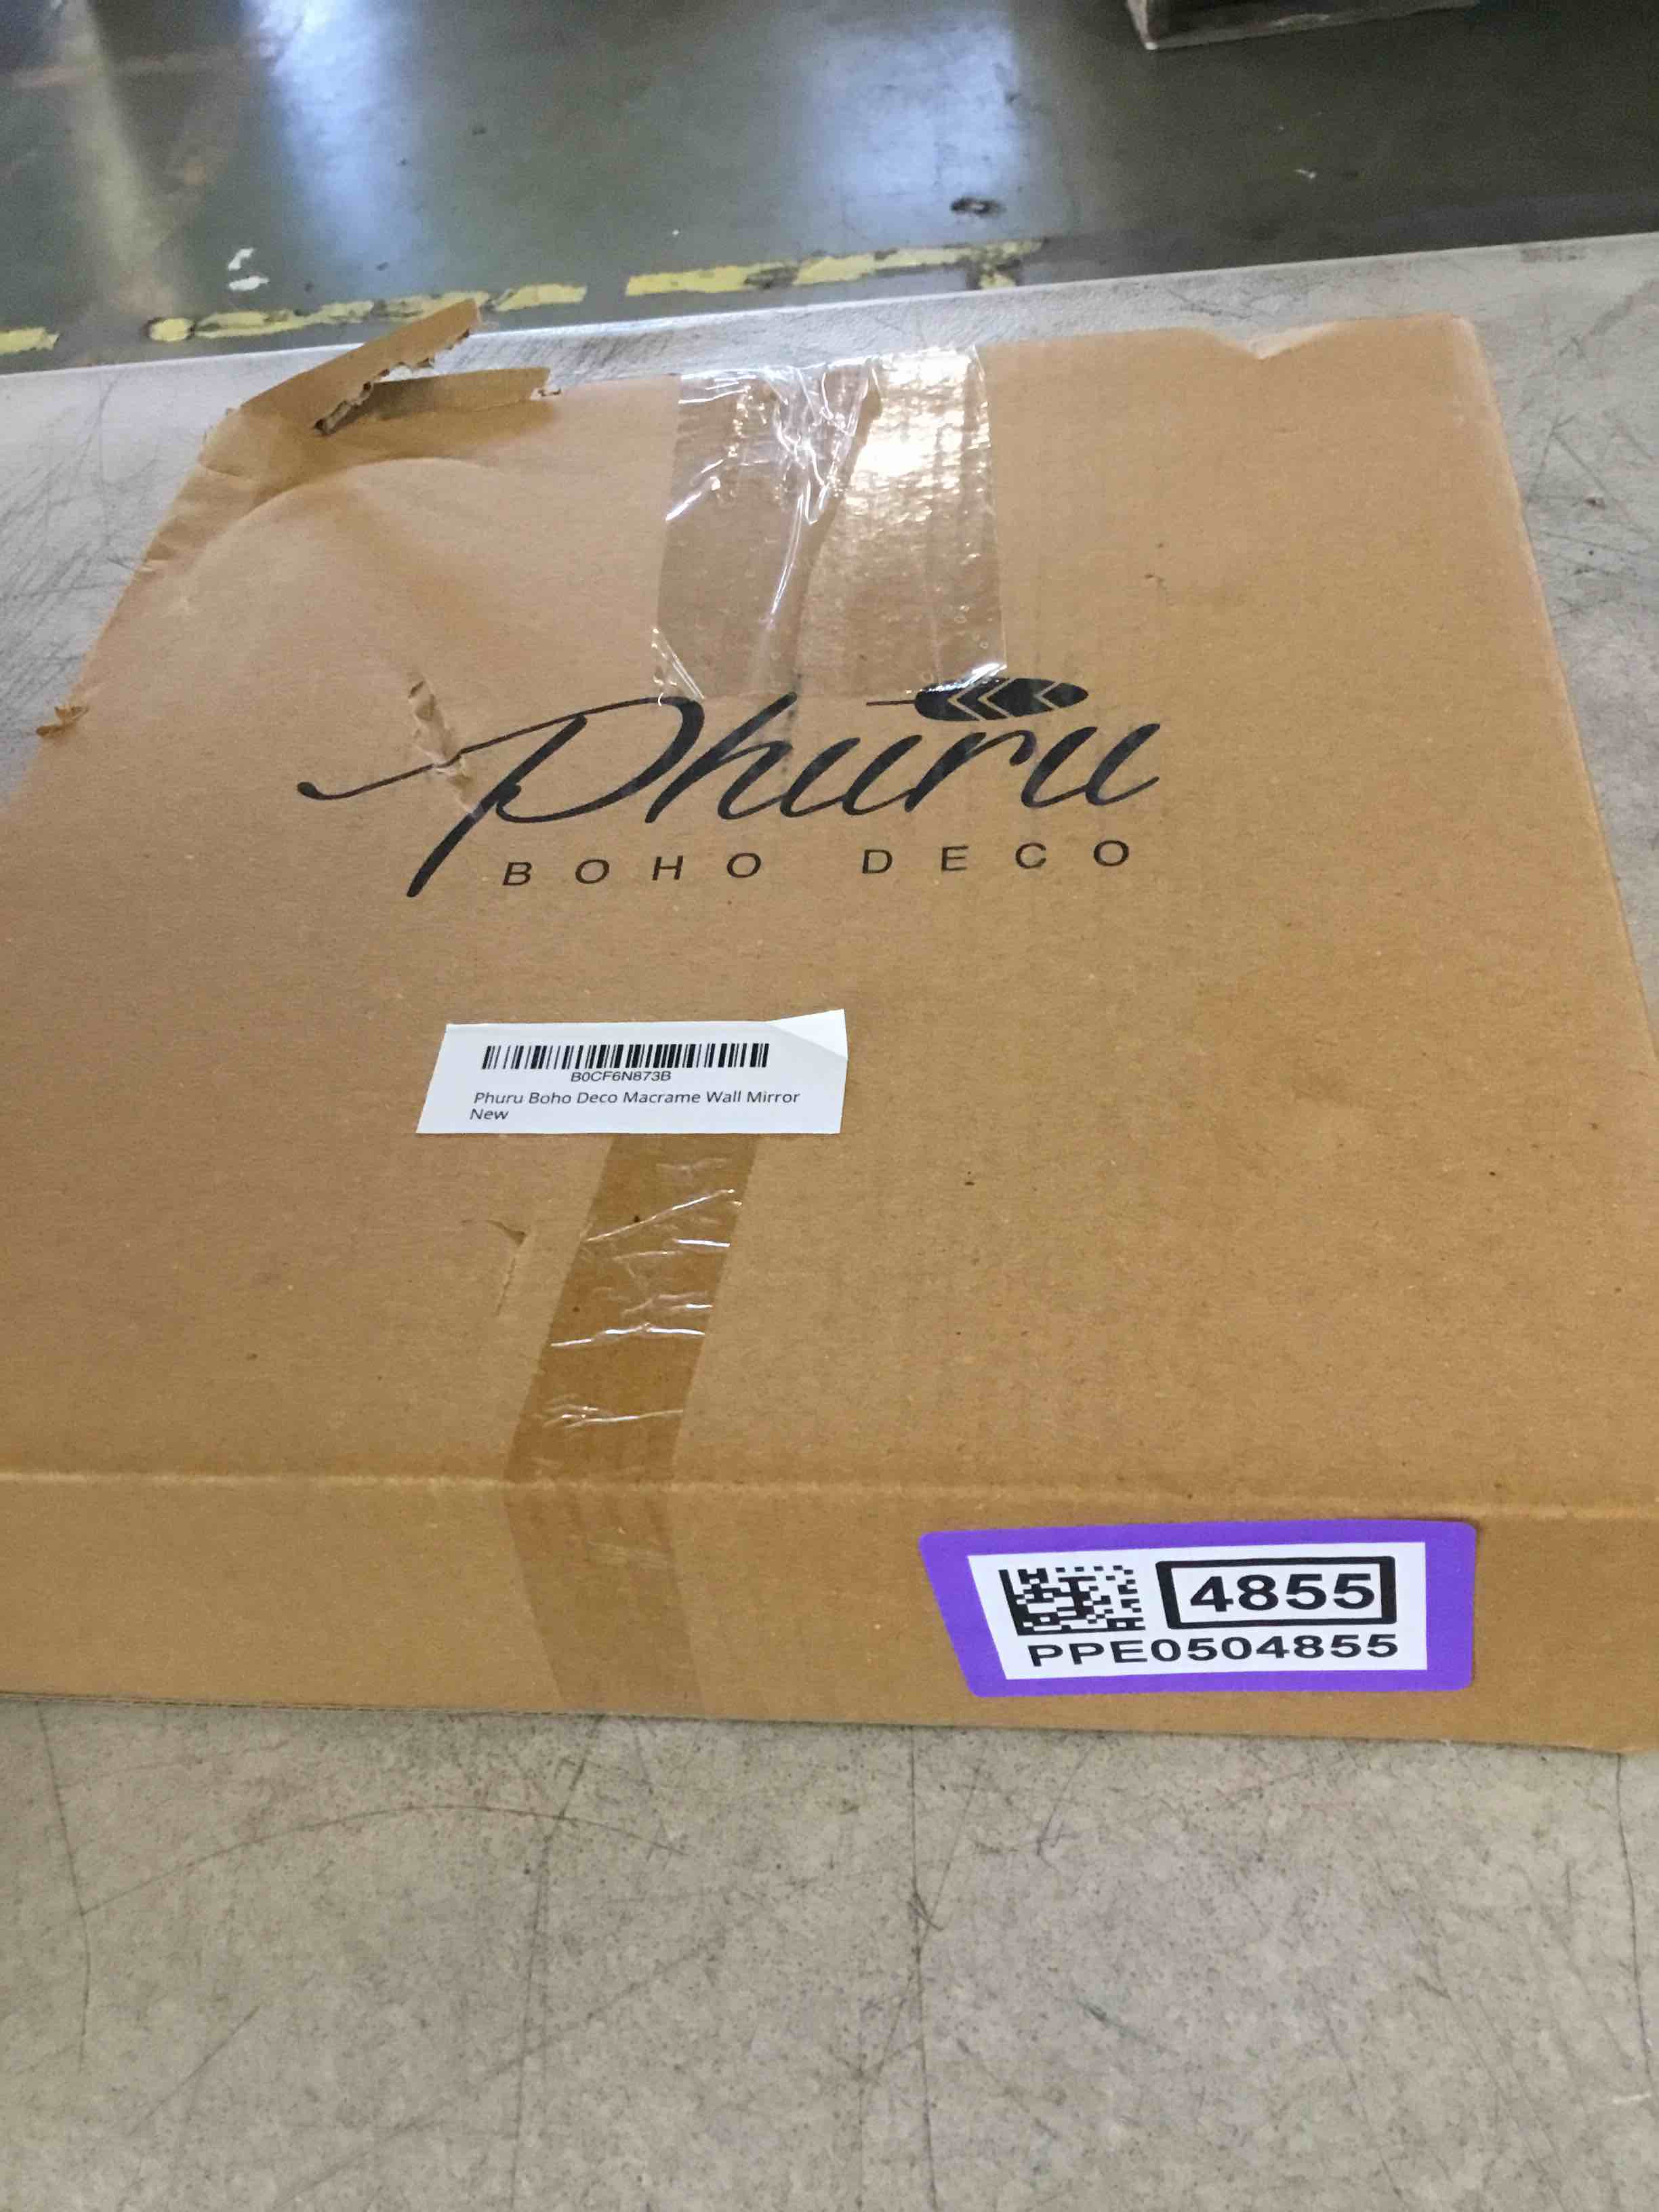 Phuru
BOHO DECO
B0CF6N873B
Phuru Boho Deco Macrame Wall Mirror
New
4855
PPE0504855